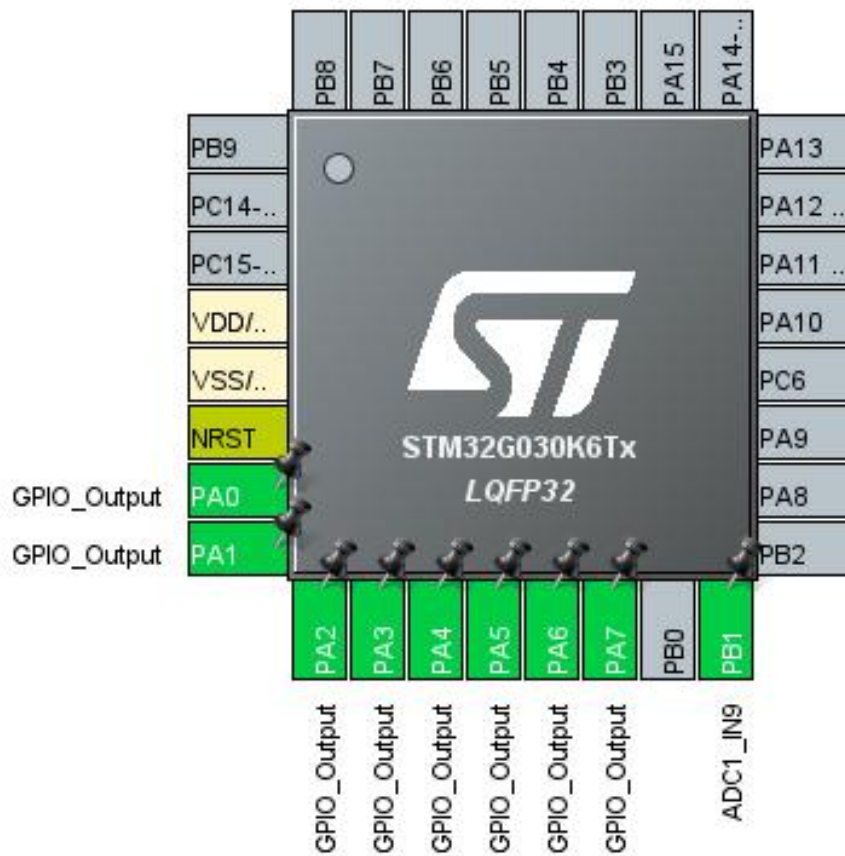 PB8
PB7
PB6
PB5
PB4
PB3
PA15
PA14-..
PB9
PC14-..
PC15-..
VDD/..
VSS/..
NRST
GPIO_Output PA0
GPIO_Output PA1
PA13
PA12 ..
PA11 ..
PA10
PC6
PA9
PA8
PB2
ST
STM32G030K6Tx
LQFP32
PA2
PA3
PA4
PA5
PA6
PA7
PB0
PB1
GPIO_Output
GPIO_Output
GPIO_Output
GPIO_Output
GPIO_Output
GPIO_Output
ADC1_IN9